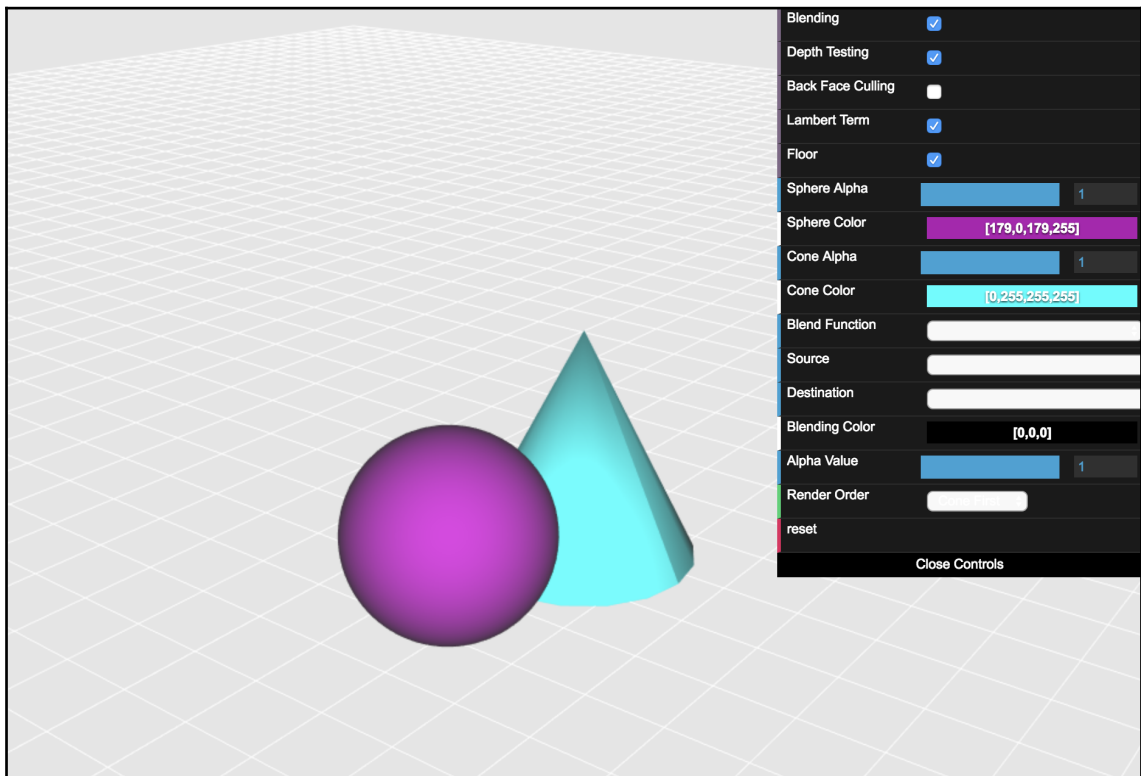 Blending
Depth Testing
Back Face Culling
Lambert Term
Floor
Sphere Alpha 1
Sphere Color [179,0,179,255]
Cone Alpha 1
Cone Color [0,255,255,255]
Blend Function
Source
Destination
Blending Color [0,0,0]
Alpha Value 1
Render Order
reset
Close Controls